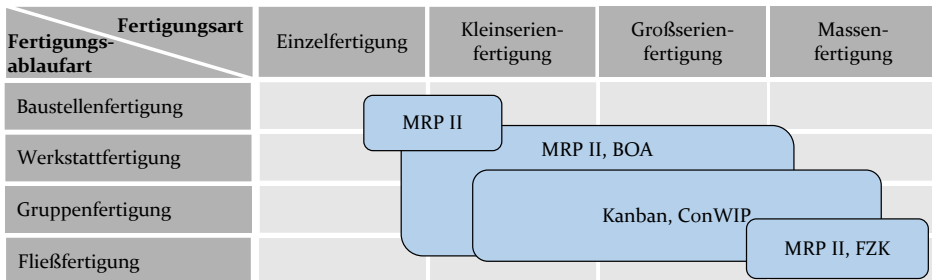 Fertigungsart
Fertigungs-
ablaufart
Einzelfertigung
Kleinserien-
fertigung
Großserien-
fertigung
Massen-
fertigung
Baustellenfertigung
MRP II
Werkstattfertigung
MRP II, BOA
Gruppenfertigung
Kanban, ConWIP
MRP II, FZK
Fließfertigung